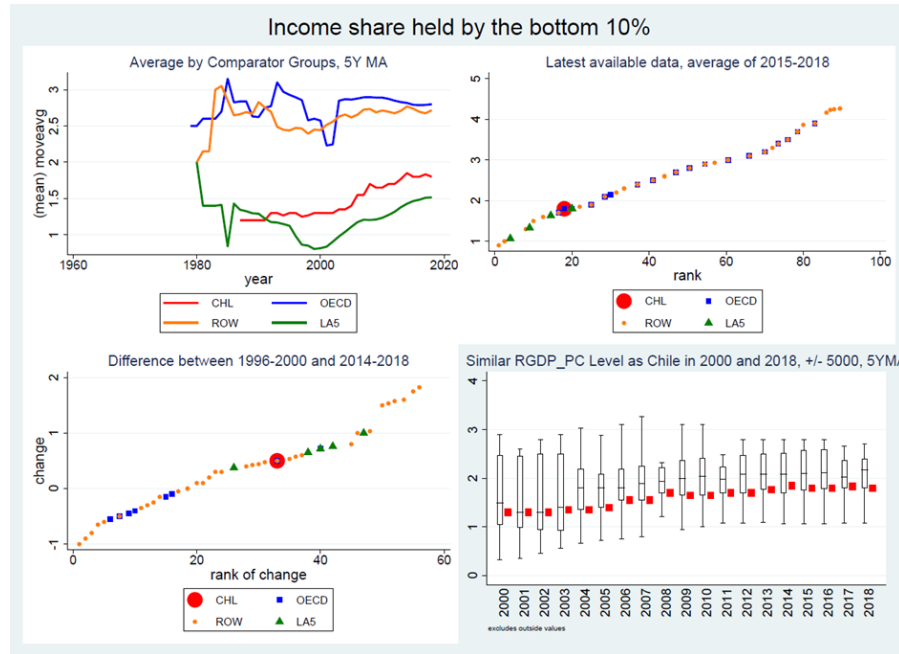 Income share held by the bottom 10%
Average by Comparator Groups, 5Y MA
(mean) moveavg
3
2.5
2
1.5
1
1960
1980
2000
2020
year
CHL
OECD
ROW
LA5
Latest available data, average of 2015-2018
5
4
3
2
1
0
20
40
60
80
100
rank
CHL
OECD
ROW
LA5
Difference between 1996-2000 and 2014-2018
change
2
1
0
-1
0
20
40
60
rank of change
CHL
OECD
ROW
LA5
Similar RGDP_PC Level as Chile in 2000 and 2018, +/- 5000, 5YMA
4
3
2
1
0
2000
2001
2002
2003
2004
2005
2006
2007
2008
2009
2010
2011
2012
2013
2014
2015
2016
2017
2018
excludes outside values